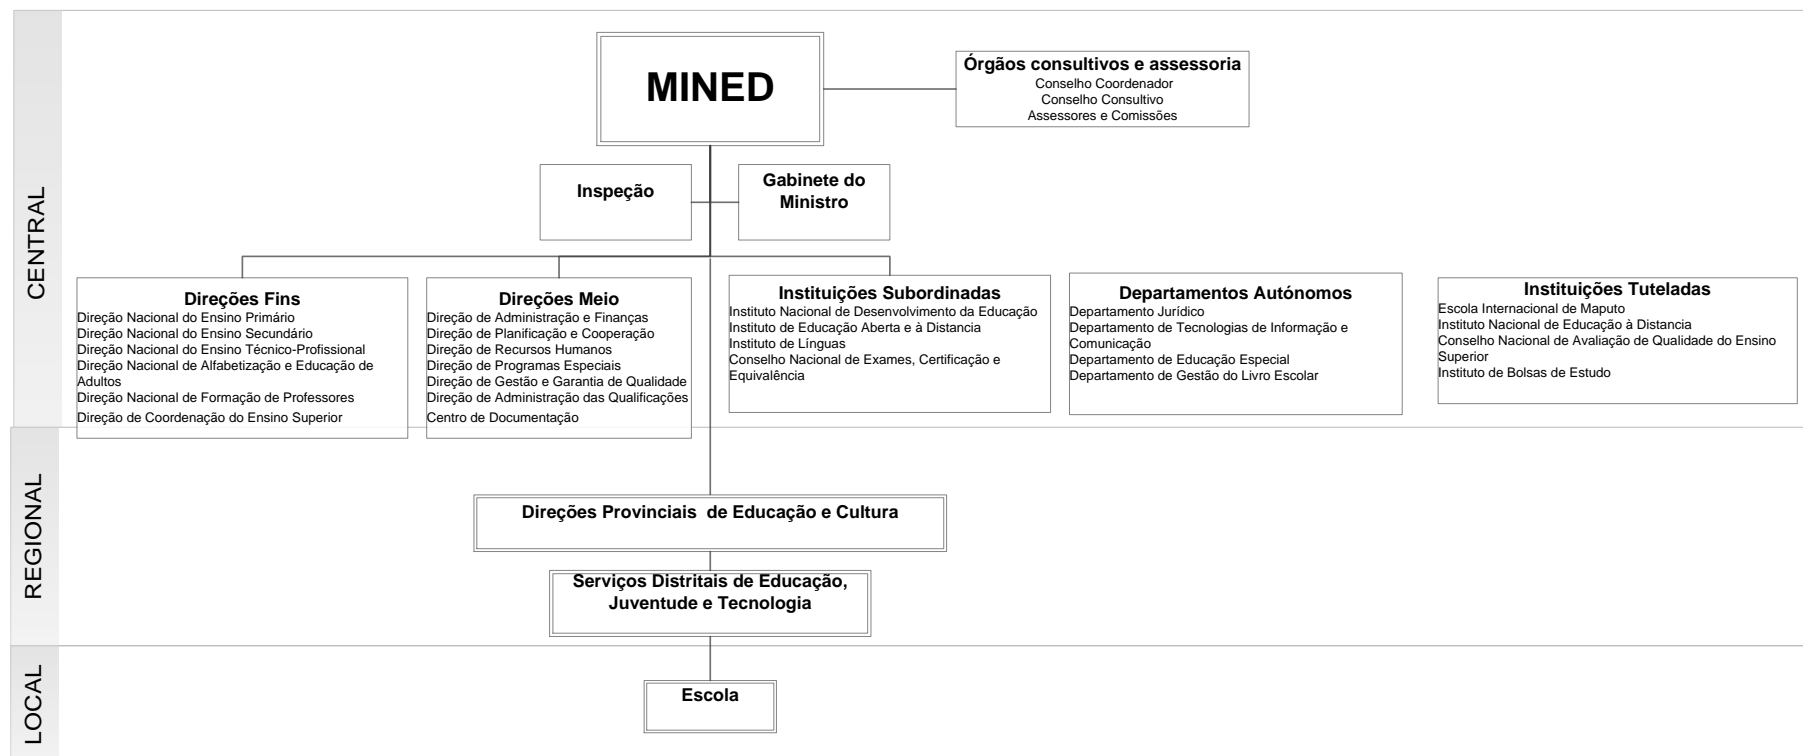 CENTRAL
MINED
Órgãos consultivos e assessoria
Conselho Coordenador
Conselho Consultivo
Assessores e Comissões
Inspeção
Gabinete do
Ministro
Direções Fins
Direção Nacional do Ensino Primário
Direção Nacional do Ensino Secundário
Direção Nacional do Ensino Técnico-Profissional
Direção Nacional de Alfabetização e Educação de
Adultos
Direção Nacional de Formação de Professores
Direção de Coordenação do Ensino Superior
Direções Meio
Direção de Administração e Finanças
Direção de Planificação e Cooperação
Direção de Recursos Humanos
Direção de Programas Especiais
Direção de Gestão e Garantia de Qualidade
Direção de Administração das Qualificações
Centro de Documentação
Instituições Subordinadas
Instituto Nacional de Desenvolvimento da Educação
Instituto de Educação Aberta e à Distancia
Instituto de Línguas
Conselho Nacional de Exames, Certificação e
Equivalência
Departamentos Autónomos
Departamento Jurídico
Departamento de Tecnologias de Informação e
Comunicação
Departamento de Educação Especial
Departamento de Gestão do Livro Escolar
Instituições Tuteladas
Escola Internacional de Maputo
Instituto Nacional de Educação à Distancia
Conselho Nacional de Avaliação de Qualidade do Ensino
Superior
Instituto de Bolsas de Estudo
REGIONAL
Direções Provinciais  de Educação e Cultura
Serviços Distritais de Educação,
Juventude e Tecnologia
LOCAL
Escola